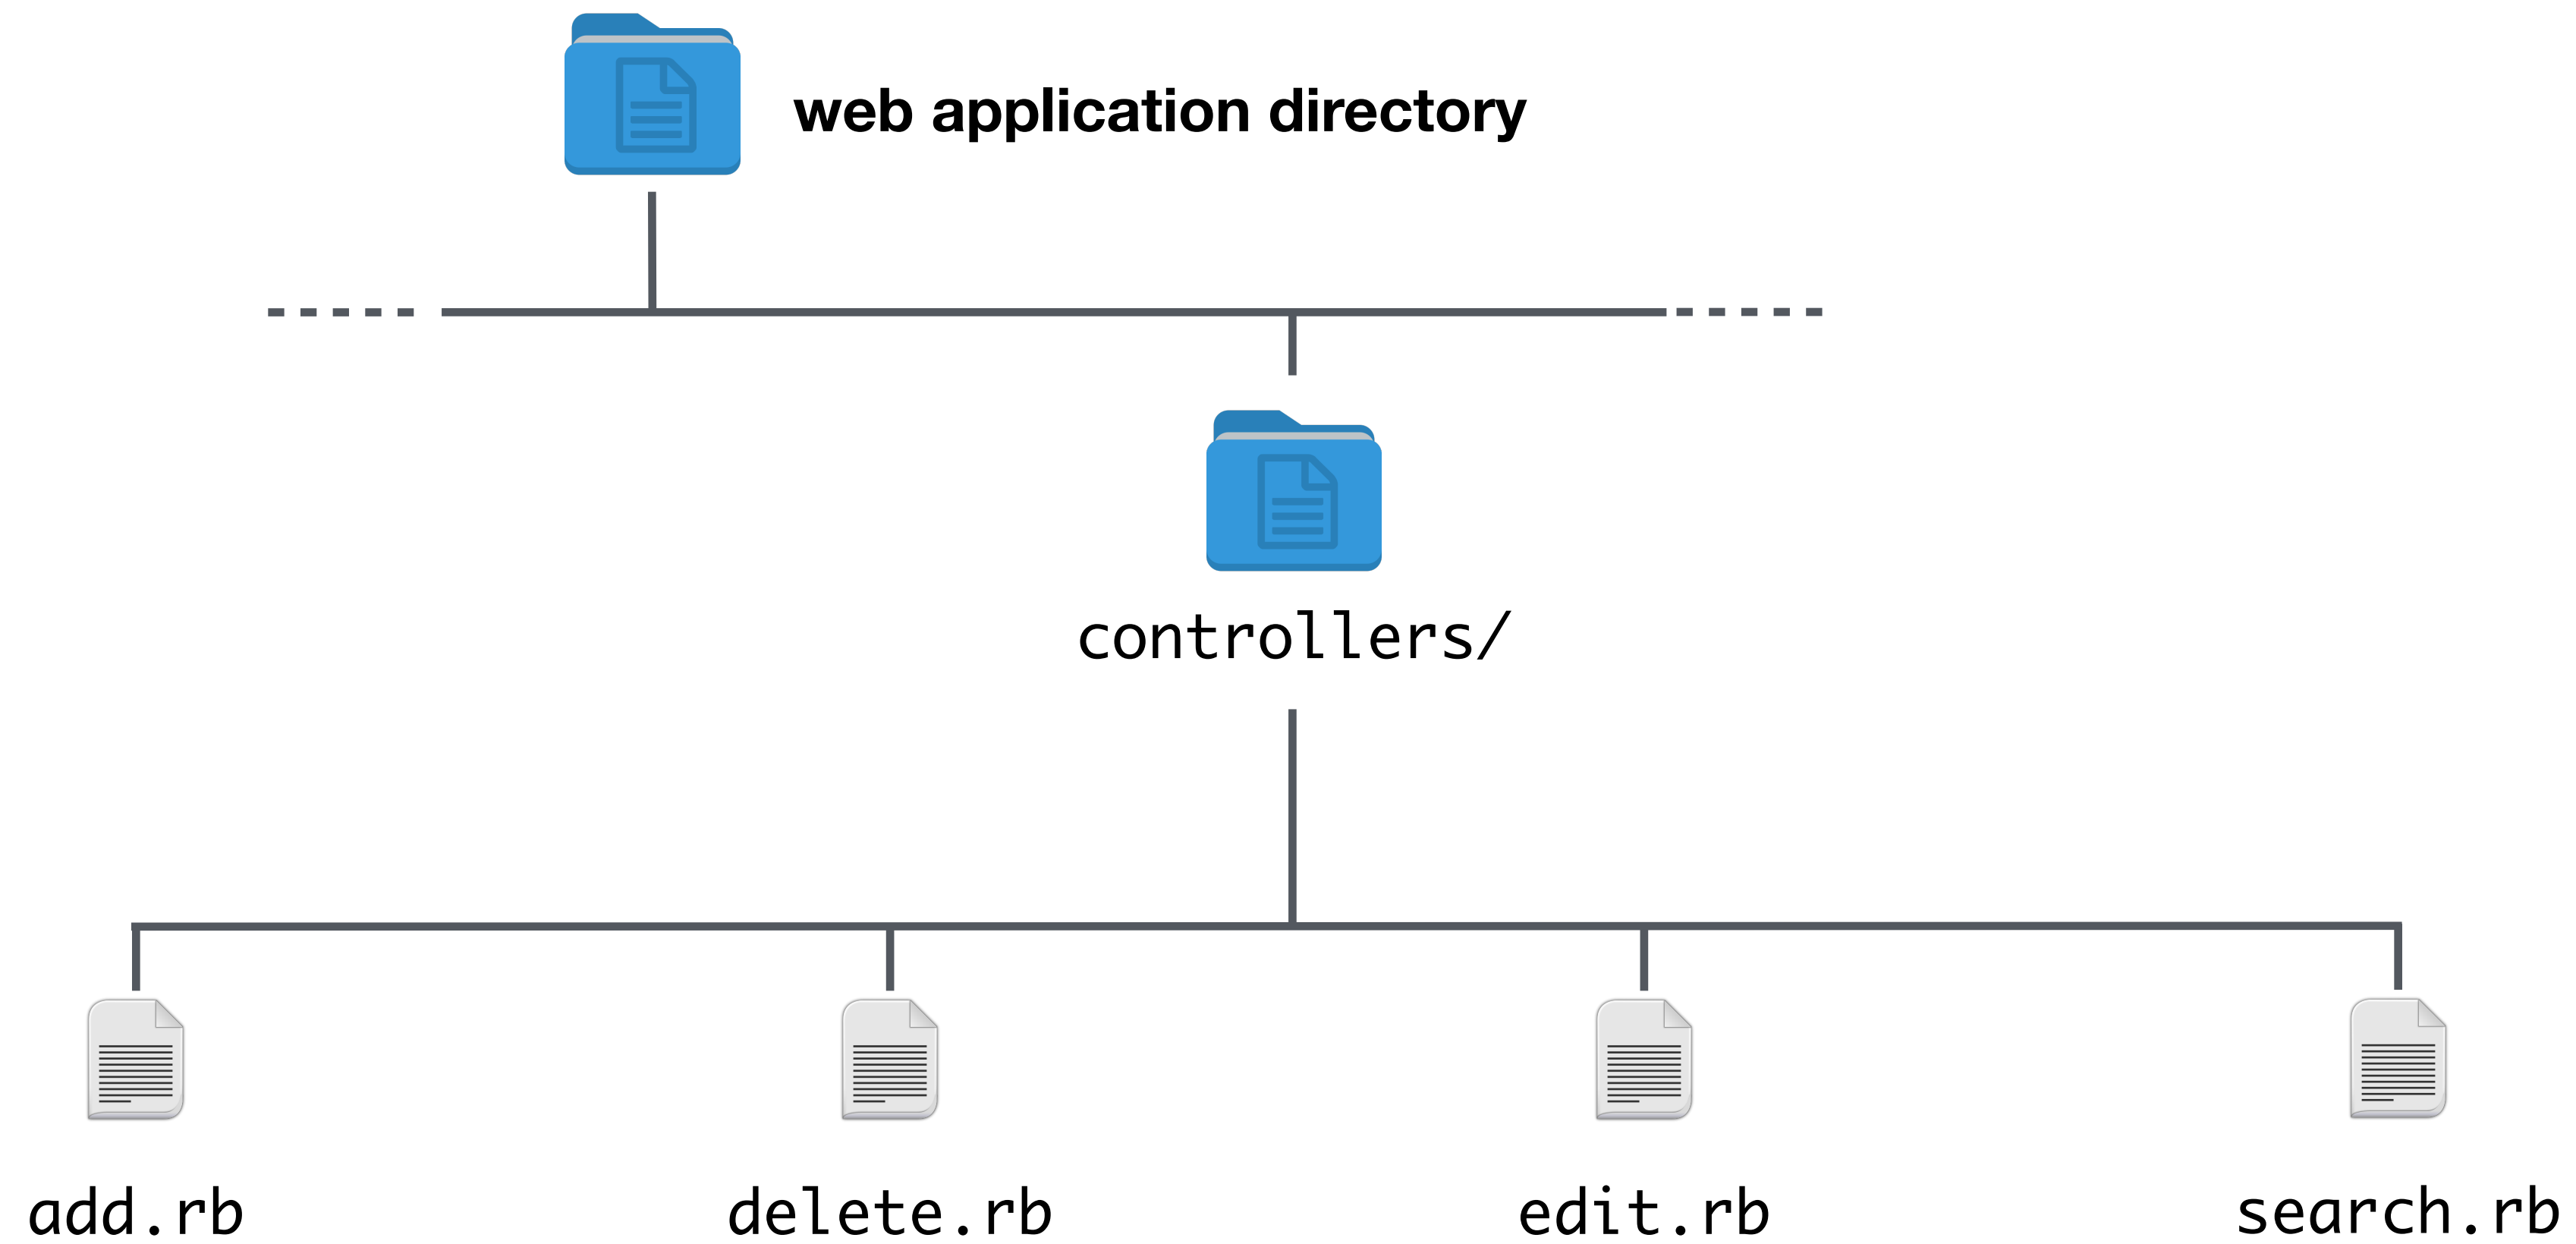 web application directory
controllers/
add.rb
delete.rb
edit.rb
search.rb